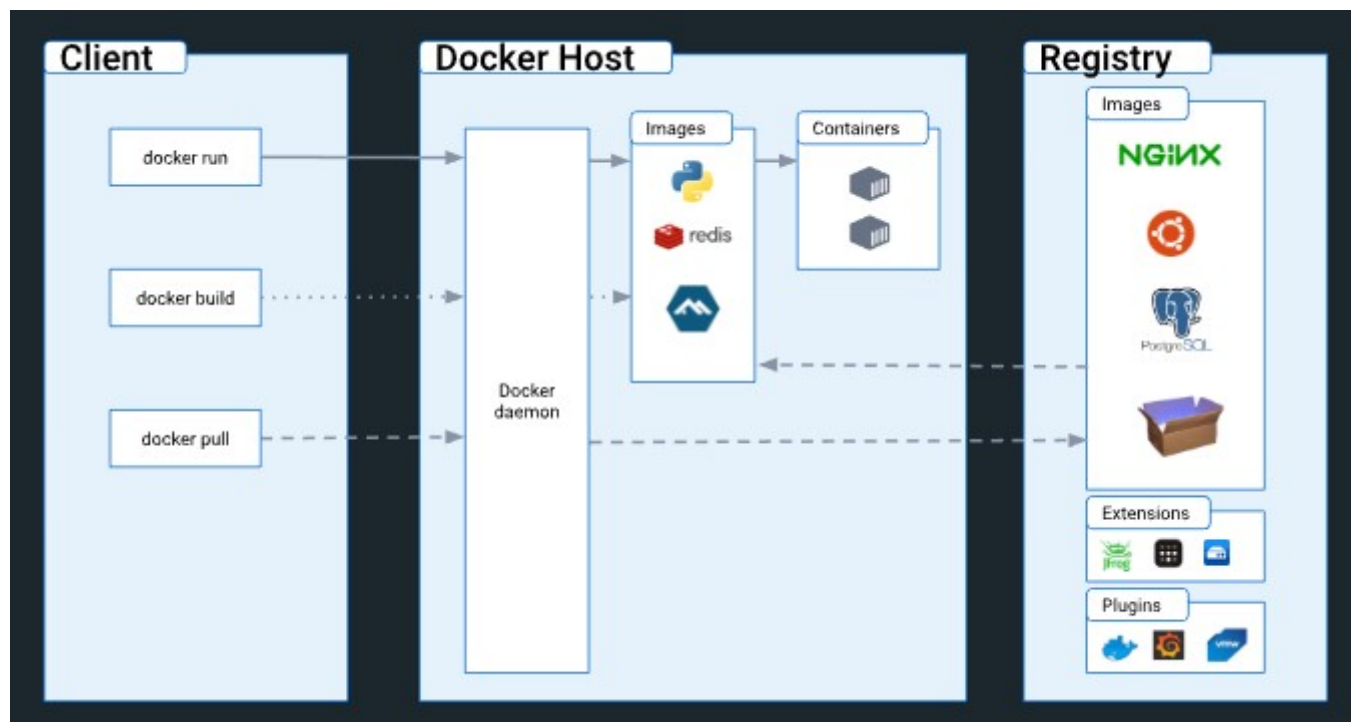 Client
Docker Host
Registry
docker run
docker build
docker pull
Docker
daemon
Images
redis
Containers
Images
NGINX
PostgreSQL
Extensions
jFrog
Plugins
vmw